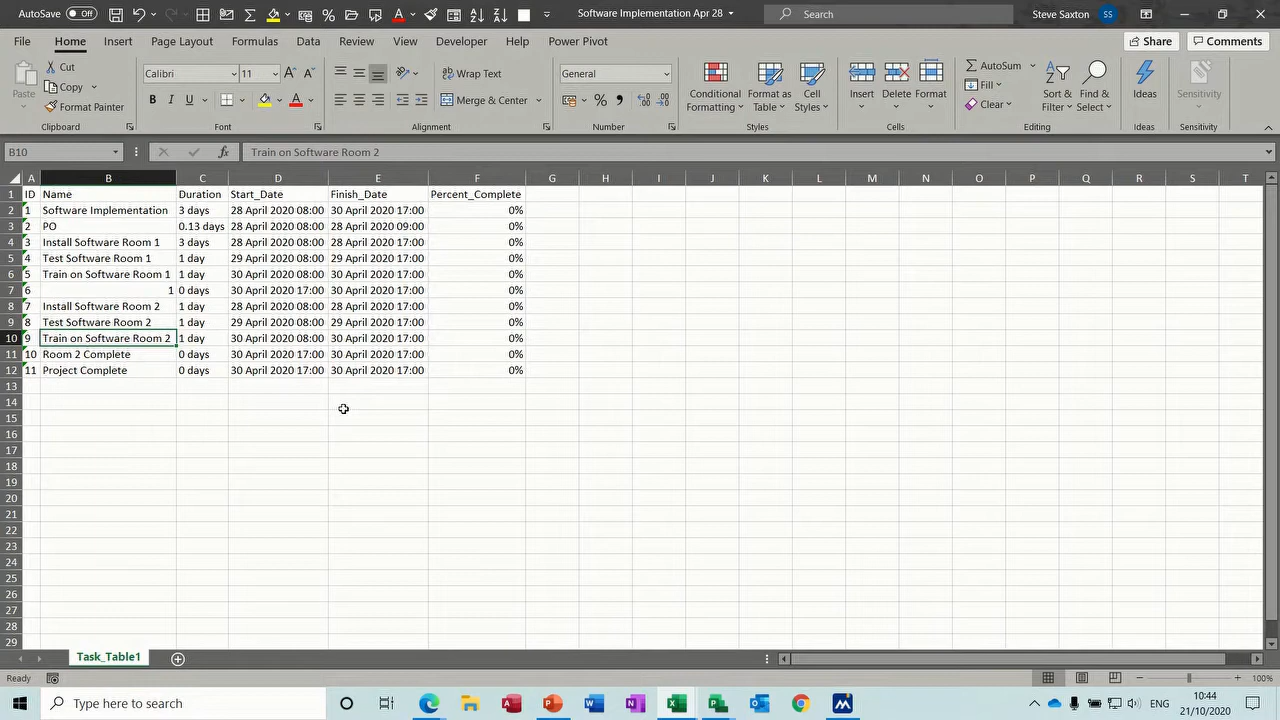 AutoSave Off Software Implementation Apr 28 Search Steve Saxton SS
File Home Insert Page Layout Formulas Data Review View Developer Help Power Pivot Share Comments
Paste Cut Copy Format Painter Clipboard
Calibri 11 B I U A Font
Wrap Text Merge & Center Alignment
General % Number
Conditional Formatting Format as Table Cell Styles Styles
Insert Delete Format Cells
AutoSum Fill Clear Sort & Filter Find & Select Editing
Ideas Ideas
Sensitivity Sensitivity
B10 fx Train on Software Room 2
A B C D E F G H I J K L M N O P Q R S T
1 ID Name Duration Start_Date Finish_Date Percent_Complete
2 1 Software Implementation 3 days 28 April 2020 08:00 30 April 2020 17:00 0%
3 2 PO 0.13 days 28 April 2020 08:00 28 April 2020 09:00 0%
4 3 Install Software Room 1 3 days 28 April 2020 08:00 28 April 2020 17:00 0%
5 4 Test Software Room 1 1 day 29 April 2020 08:00 29 April 2020 17:00 0%
6 5 Train on Software Room 1 1 day 30 April 2020 08:00 30 April 2020 17:00 0%
7 6 1 0 days 30 April 2020 17:00 30 April 2020 17:00 0%
8 7 Install Software Room 2 1 day 28 April 2020 08:00 28 April 2020 17:00 0%
9 8 Test Software Room 2 1 day 29 April 2020 08:00 29 April 2020 17:00 0%
10 9 Train on Software Room 2 1 day 30 April 2020 08:00 30 April 2020 17:00 0%
11 10 Room 2 Complete 0 days 30 April 2020 17:00 30 April 2020 17:00 0%
12 11 Project Complete 0 days 30 April 2020 17:00 30 April 2020 17:00 0%
13
14
15
16
17
18
19
20
21
22
23
24
25
26
27
28
29
Task_Table1
Ready 100%
Type here to search ENG 10:44
21/10/2020